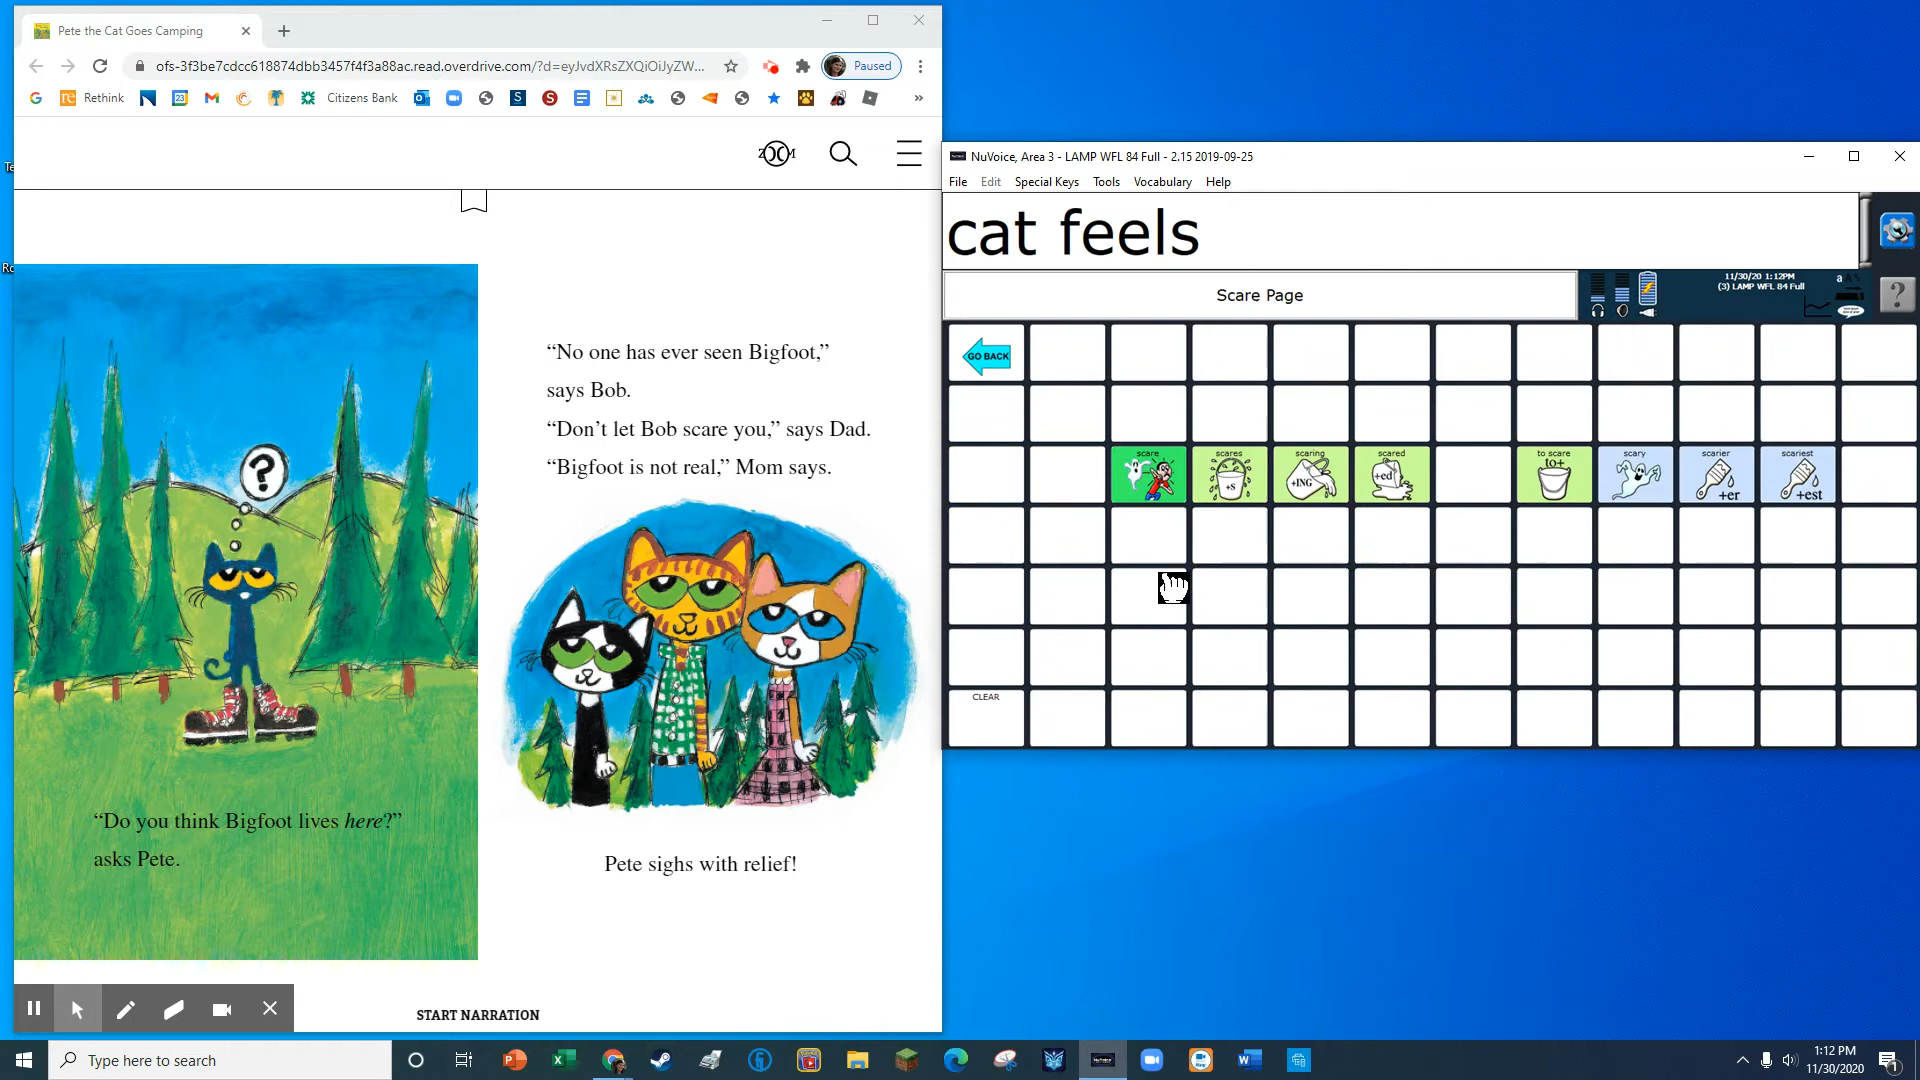 Pete the Cat Goes Camping
ofs-3f3be7cdcc618874dbb3457f4f3a88ac.read.overdrive.com/?d=eyJvdXRsZXQiOiJyZW...
Paused
G
re
Rethink
23
Citizens Bank
S
S
»
ZOOM
“No one has ever seen Bigfoot,”
says Bob.
“Don’t let Bob scare you,” says Dad.
“Bigfoot is not real,” Mom says.
?
“Do you think Bigfoot lives here?”
asks Pete.
Pete sighs with relief!
START NARRATION
NuVoice, Area 3 - LAMP WFL 84 Full - 2.15 2019-09-25
File Edit Special Keys Tools Vocabulary Help
cat feels
Scare Page
11/30/20 1:12PM
(3) LAMP WFL 84 Full
?
GO BACK
scare
scares
+S
scaring
+ING
scared
+ed
to scare
to+
scary
scarier
+er
scariest
+est
CLEAR
Type here to search
1:12 PM
11/30/2020
1